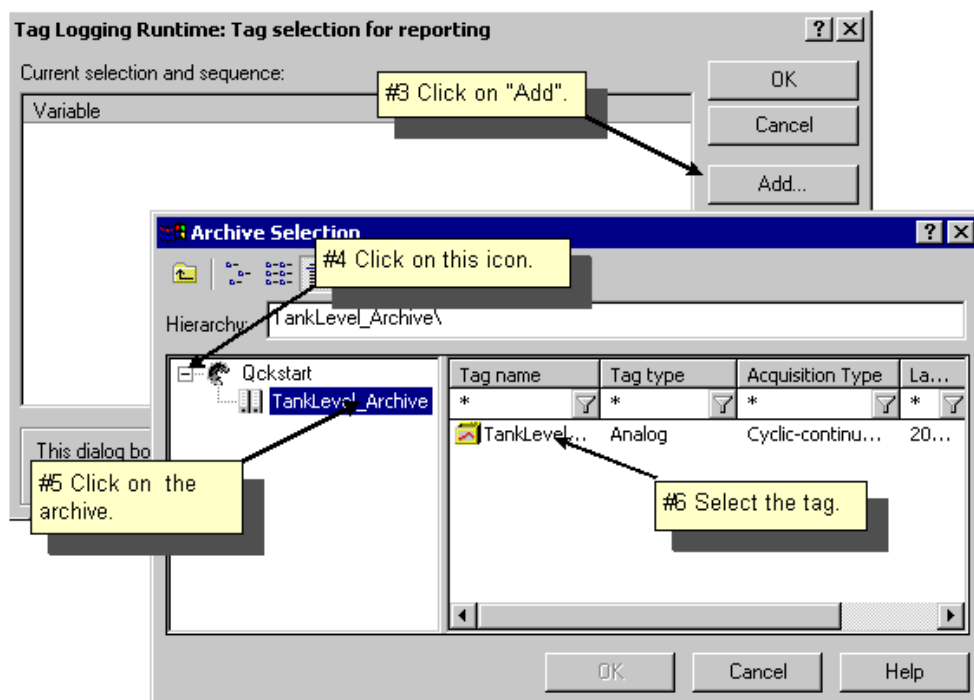 Tag Logging Runtime: Tag selection for reporting
Current selection and sequence:
Variable
#3 Click on "Add".
OK
Cancel
Add...
Archive Selection
#4 Click on this icon.
Hierarchy:
TankLevel_Archive\
Qckstart
TankLevel_Archive
Tag name
Tag type
Acquisition Type
La...
*
*
*
*
TankLevel...
Analog
Cyclic-continu...
20...
This dialog bo
#5 Click on the
archive.
#6 Select the tag.
OK
Cancel
Help